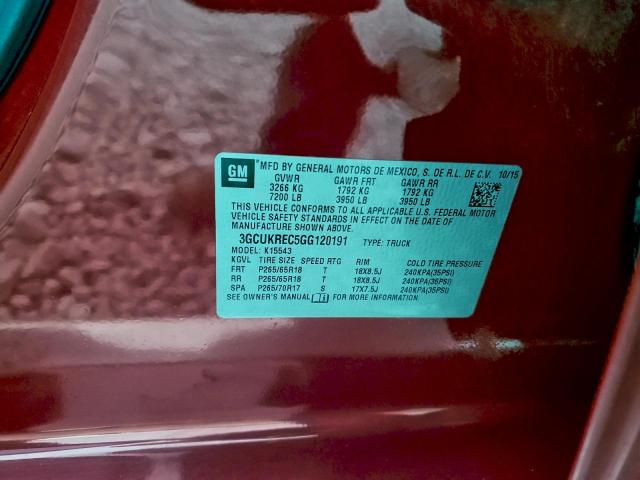 GM MFD BY GENERAL MOTORS DE MEXICO, S. DE R.L. DE C.V. 10/15
GVWR GAWR FRT GAWR RR
3266 KG 1792 KG 1792 KG
7200 LB 3950 LB 3950 LB
THIS VEHICLE CONFORMS TO ALL APPLICABLE U.S. FEDERAL MOTOR
VEHICLE SAFETY STANDARDS IN EFFECT ON THE DATE OF
MANUFACTURE SHOWN ABOVE.
3GCUKREC5GG120191 TYPE: TRUCK
MODEL: K15543
KGVL TIRE SIZE SPEED RTG RIM COLD TIRE PRESSURE
FRT P265/65R18 T 18X8.5J 240KPA(35PSI)
RR P265/65R18 T 18X8.5J 240KPA(35PSI)
SPA P265/70R17 S 17X7.5J 240KPA(35PSI)
SEE OWNER'S MANUAL FOR MORE INFORMATION